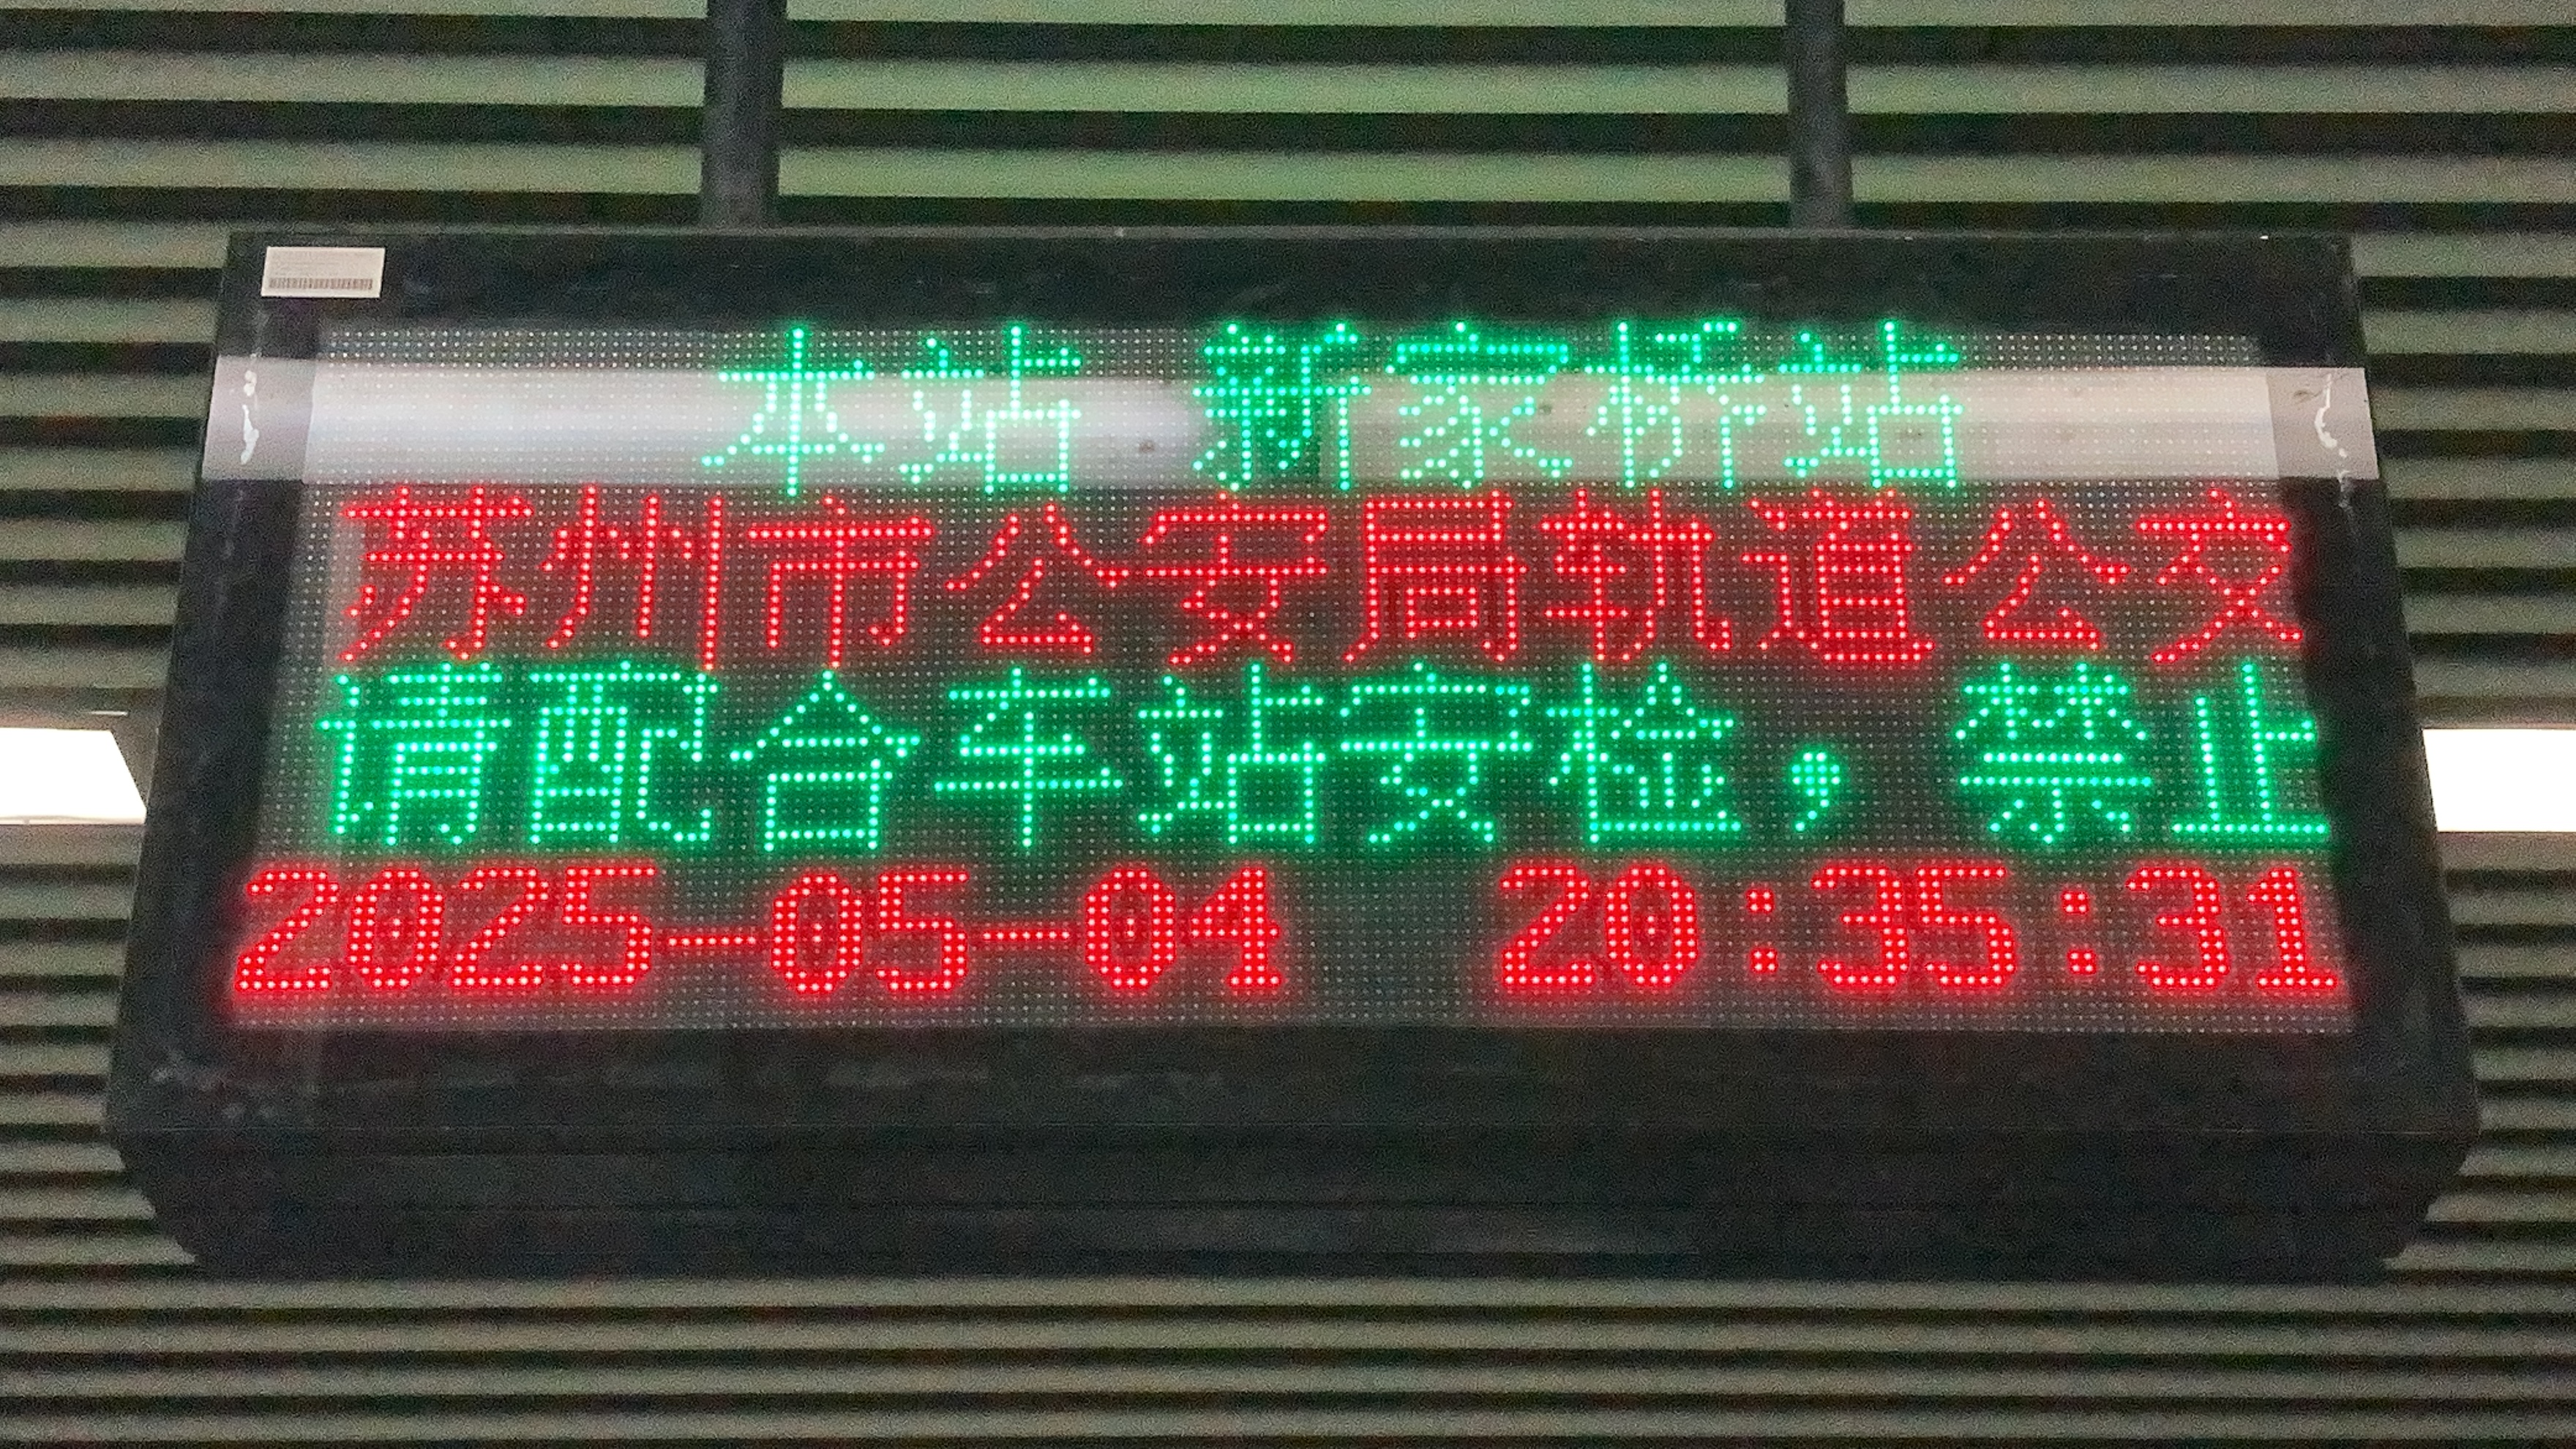 本站 新家桥站
苏州市公安局轨道公交
请配合车站安检，禁止
2025-05-04 20:35:31